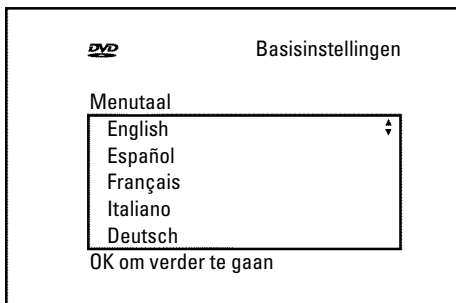 DVD
Basisinstellingen
Menutaal
English
Español
Français
Italiano
Deutsch
OK om verder te gaan